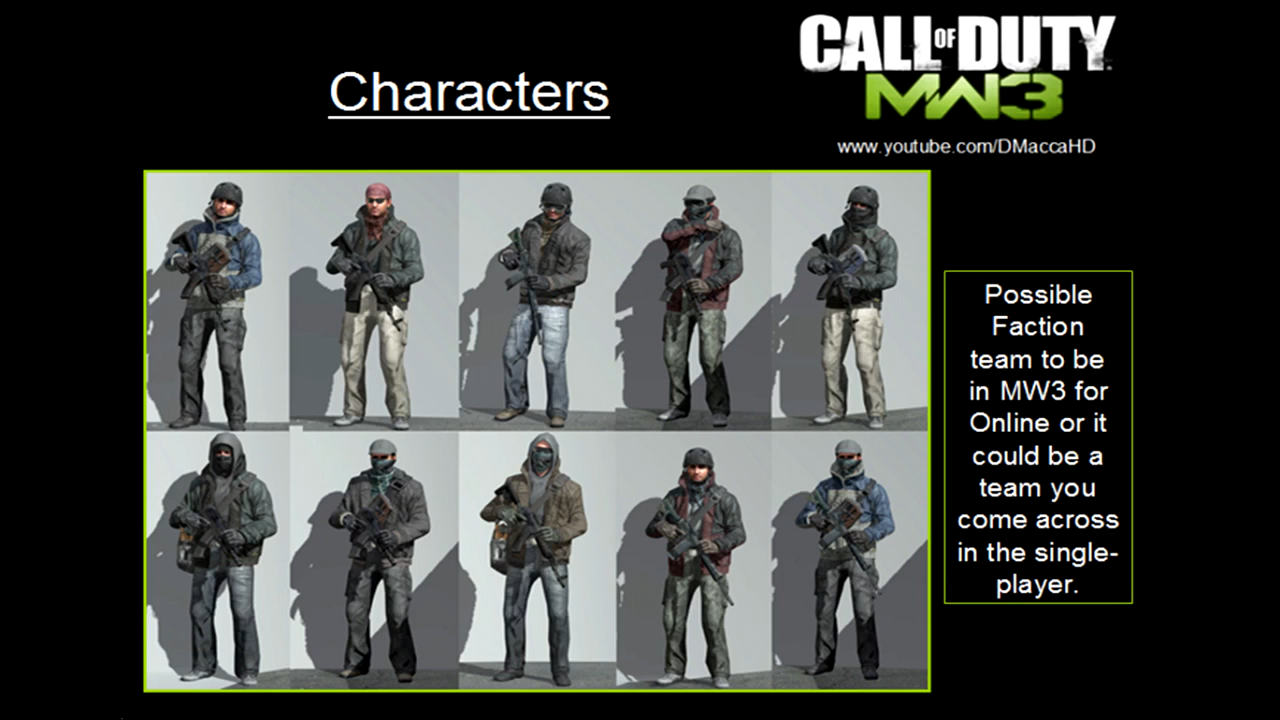 Characters
CALL OF DUTY
MW3
www.youtube.com/DMaccaHD
Possible
Faction
team to be
in MW3 for
Online or it
could be a
team you
come across
in the single-
player.